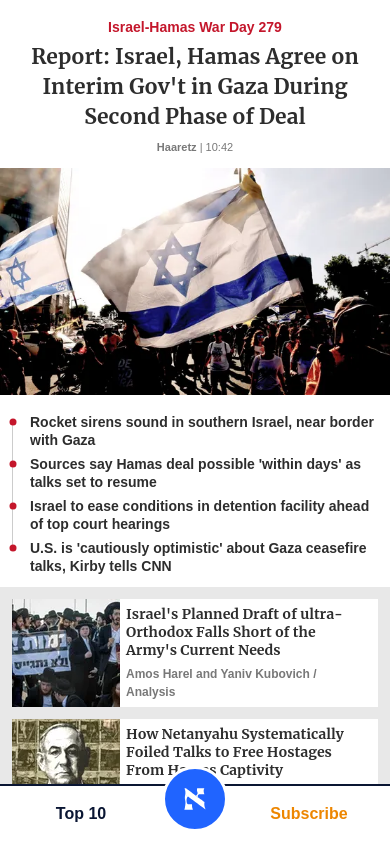 Israel-Hamas War Day 279
Report: Israel, Hamas Agree on
Interim Gov't in Gaza During
Second Phase of Deal
Haaretz | 10:42
Rocket sirens sound in southern Israel, near border
with Gaza
Sources say Hamas deal possible 'within days' as
talks set to resume
Israel to ease conditions in detention facility ahead
of top court hearings
U.S. is 'cautiously optimistic' about Gaza ceasefire
talks, Kirby tells CNN
Israel's Planned Draft of ultra-
Orthodox Falls Short of the
Army's Current Needs
Amos Harel and Yaniv Kubovich /
Analysis
How Netanyahu Systematically
Foiled Talks to Free Hostages
From Hamas Captivity
Top 10
Subscribe